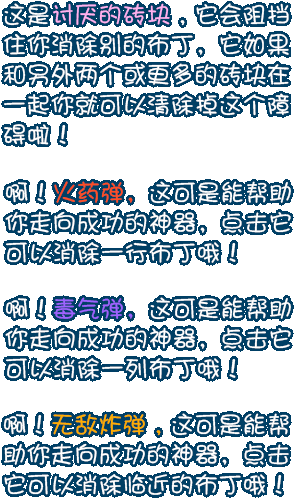 这是讨厌的砖块，它会阻挡
住你消除别的布丁，它如果
和另外两个或更多的砖块在
一起你就可以清除掉这个障
碍啦！
啊！火药弹，这可是能帮助
你走向成功的神器，点击它
可以消除一行布丁哦！
啊！毒气弹，这可是能帮助
你走向成功的神器，点击它
可以消除一列布丁哦！
啊！无敌炸弹，这可是能帮
助你走向成功的神器，点击
它可以消除临近的布丁哦！